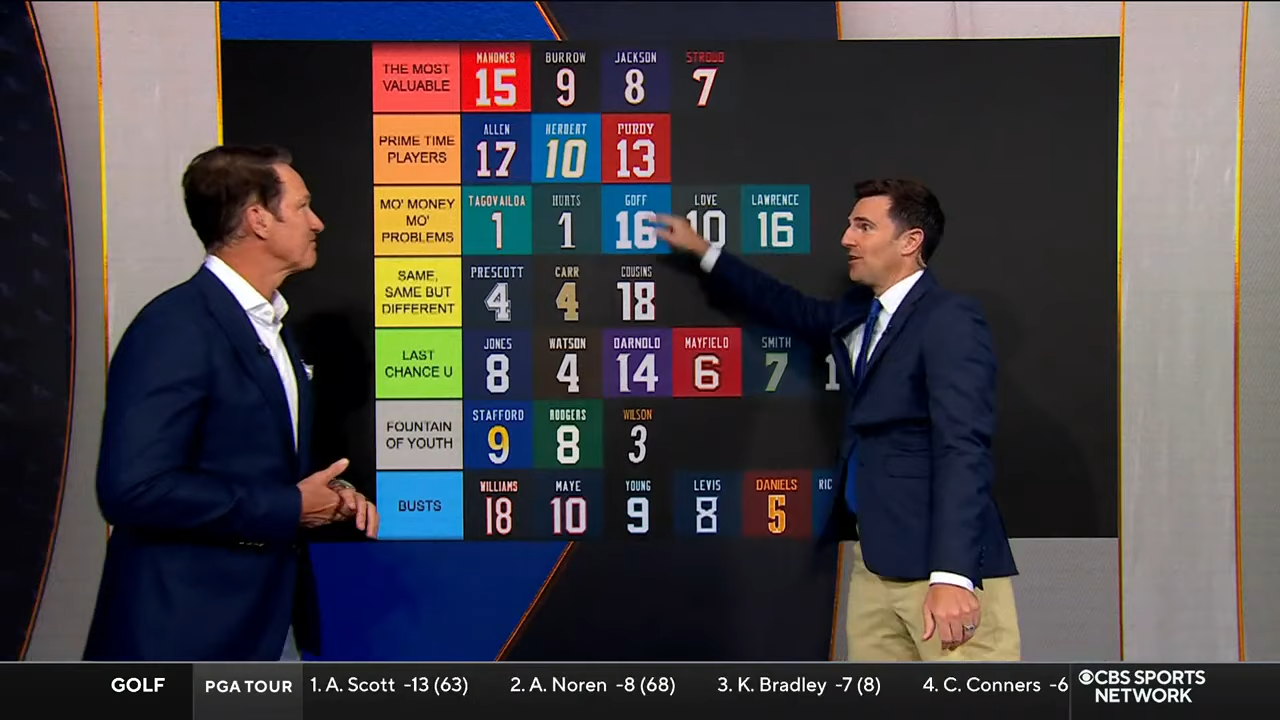 THE MOST
VALUABLE
MAHOMES
15
BURROW
9
JACKSON
8
STROUD
7
PRIME TIME
PLAYERS
ALLEN
17
HERBERT
10
PURDY
13
MO' MONEY
MO'
PROBLEMS
TAGOVAILOA
1
HURTS
1
GOFF
16
LOVE
10
LAWRENCE
16
SAME,
SAME BUT
DIFFERENT
PRESCOTT
4
CARR
4
COUSINS
18
LAST
CHANCE U
JONES
8
WATSON
4
DARNOLD
14
MAYFIELD
6
SMITH
7
1
FOUNTAIN
OF YOUTH
STAFFORD
9
RODGERS
8
WILSON
3
BUSTS
WILLIAMS
18
MAYE
10
YOUNG
9
LEVIS
8
DANIELS
5
RIC
GOLF
PGA TOUR
1. A. Scott -13 (63)
2. A. Noren -8 (68)
3. K. Bradley -7 (8)
4. C. Conners -6
CBS SPORTS
NETWORK